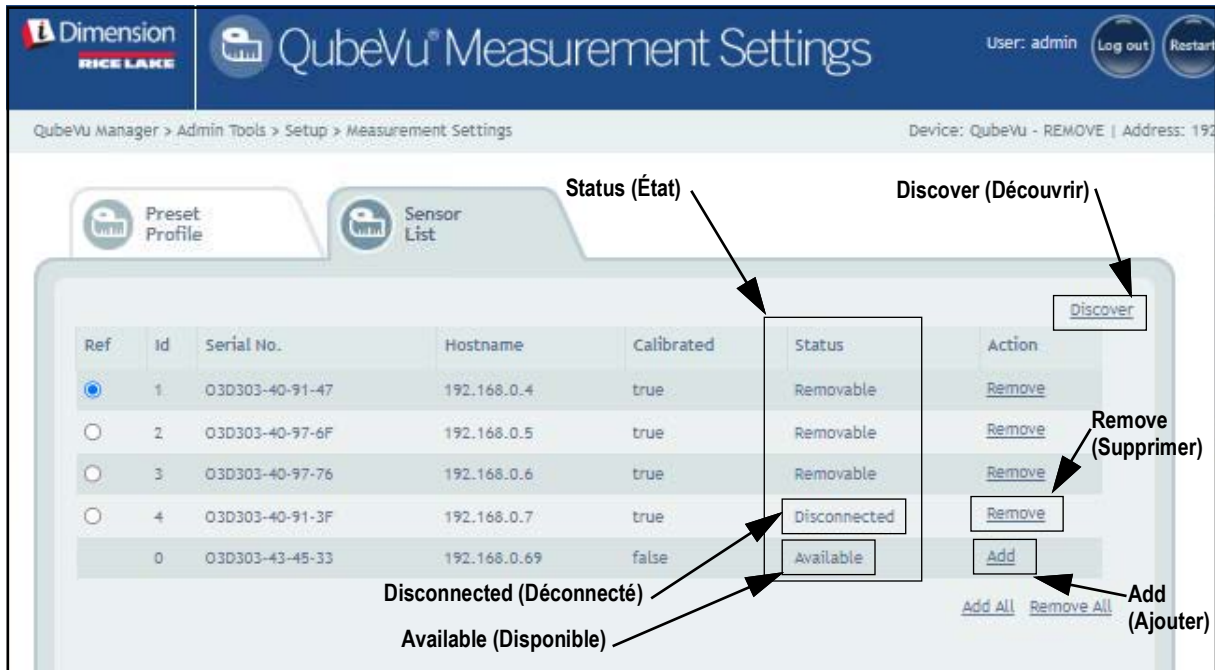 iDimension
RICE LAKE
QubeVu® Measurement Settings
User: admin
Log out
Restart
QubeVu Manager > Admin Tools > Setup > Measurement Settings
Device: QubeVu - REMOVE | Address: 192
Status (État)
Discover (Découvrir)
Preset
Profile
Sensor
List
Discover
Ref Id Serial No. Hostname Calibrated Status Action
1 O3D303-40-91-47 192.168.0.4 true Removable Remove
2 O3D303-40-97-6F 192.168.0.5 true Removable Remove
3 O3D303-40-97-76 192.168.0.6 true Removable Remove
4 O3D303-40-91-3F 192.168.0.7 true Disconnected Remove
0 O3D303-43-45-33 192.168.0.69 false Available Add
Remove
(Supprimer)
Disconnected (Déconnecté)
Available (Disponible)
Add All Remove All
Add
(Ajouter)